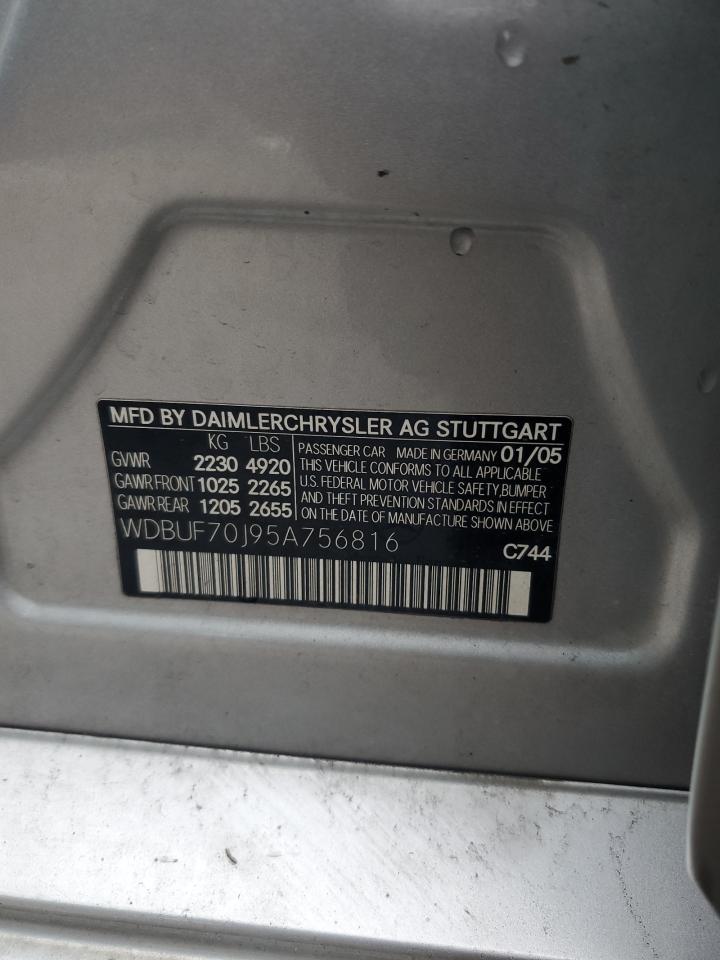 MFD BY DAIMLERCHRYSLER AG STUTTGART
KG LBS
GVWR 2230 4920
GAWR FRONT 1025 2265
GAWR REAR 1205 2655
PASSENGER CAR MADE IN GERMANY 01/05
THIS VEHICLE CONFORMS TO ALL APPLICABLE
U.S. FEDERAL MOTOR VEHICLE SAFETY, BUMPER
AND THEFT PREVENTION STANDARDS IN EFFECT
ON THE DATE OF MANUFACTURE SHOWN ABOVE
WDBUF70J95A756816
C744